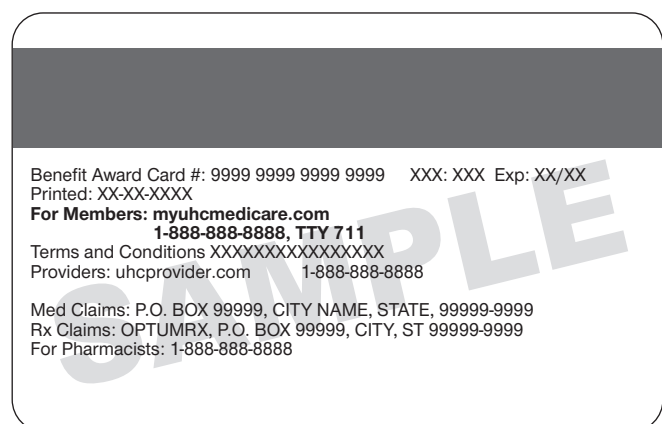 Benefit Award Card #: 9999 9999 9999 9999 XXX: XXX Exp: XX/XX
Printed: XX-XX-XXXX
For Members: myuhcmedicare.com
1-888-888-8888, TTY 711
Terms and Conditions XXXXXXXXXXXXXXXX
Providers: uhcprovider.com 1-888-888-8888
Med Claims: P.O. BOX 99999, CITY NAME, STATE, 99999-9999
Rx Claims: OPTUMRX, P.O. BOX 99999, CITY, ST 99999-9999
For Pharmacists: 1-888-888-8888
SAMPLE